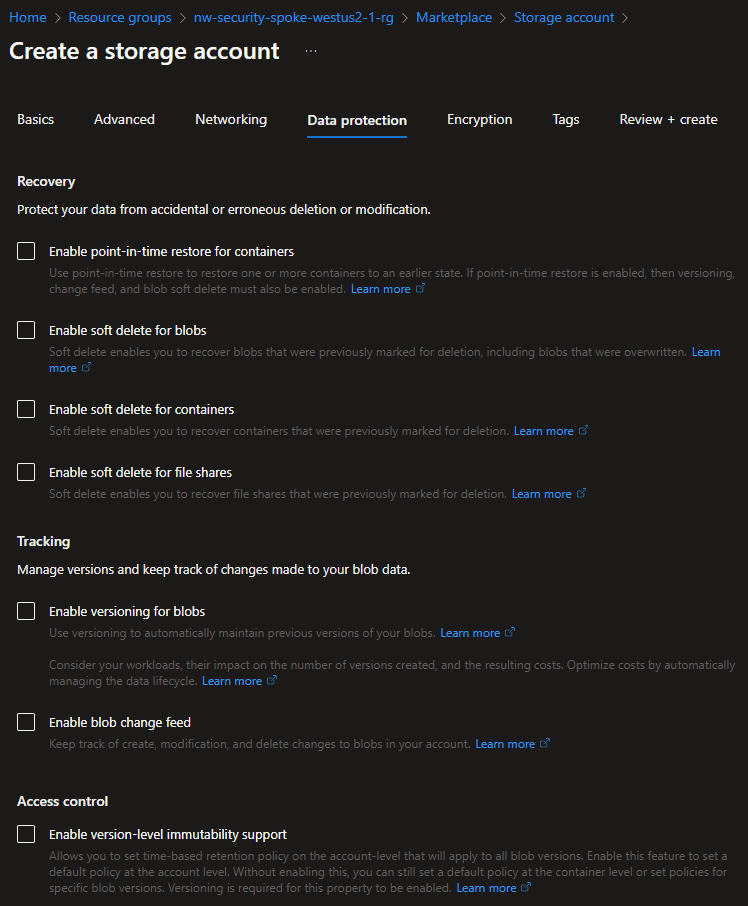 Home > Resource groups > nw-security-spoke-westus2-1-rg > Marketplace > Storage account >
Create a storage account ...
Basics Advanced Networking Data protection Encryption Tags Review + create
Recovery
Protect your data from accidental or erroneous deletion or modification.
Enable point-in-time restore for containers
Use point-in-time restore to restore one or more containers to an earlier state. If point-in-time restore is enabled, then versioning,
change feed, and blob soft delete must also be enabled. Learn more
Enable soft delete for blobs
Soft delete enables you to recover blobs that were previously marked for deletion, including blobs that were overwritten. Learn
more
Enable soft delete for containers
Soft delete enables you to recover containers that were previously marked for deletion. Learn more
Enable soft delete for file shares
Soft delete enables you to recover file shares that were previously marked for deletion. Learn more
Tracking
Manage versions and keep track of changes made to your blob data.
Enable versioning for blobs
Use versioning to automatically maintain previous versions of your blobs. Learn more
Consider your workloads, their impact on the number of versions created, and the resulting costs. Optimize costs by automatically
managing the data lifecycle. Learn more
Enable blob change feed
Keep track of create, modification, and delete changes to blobs in your account. Learn more
Access control
Enable version-level immutability support
Allows you to set time-based retention policy on the account-level that will apply to all blob versions. Enable this feature to set a
default policy at the account level. Without enabling this, you can still set a default policy at the container level or set policies for
specific blob versions. Versioning is required for this property to be enabled. Learn more